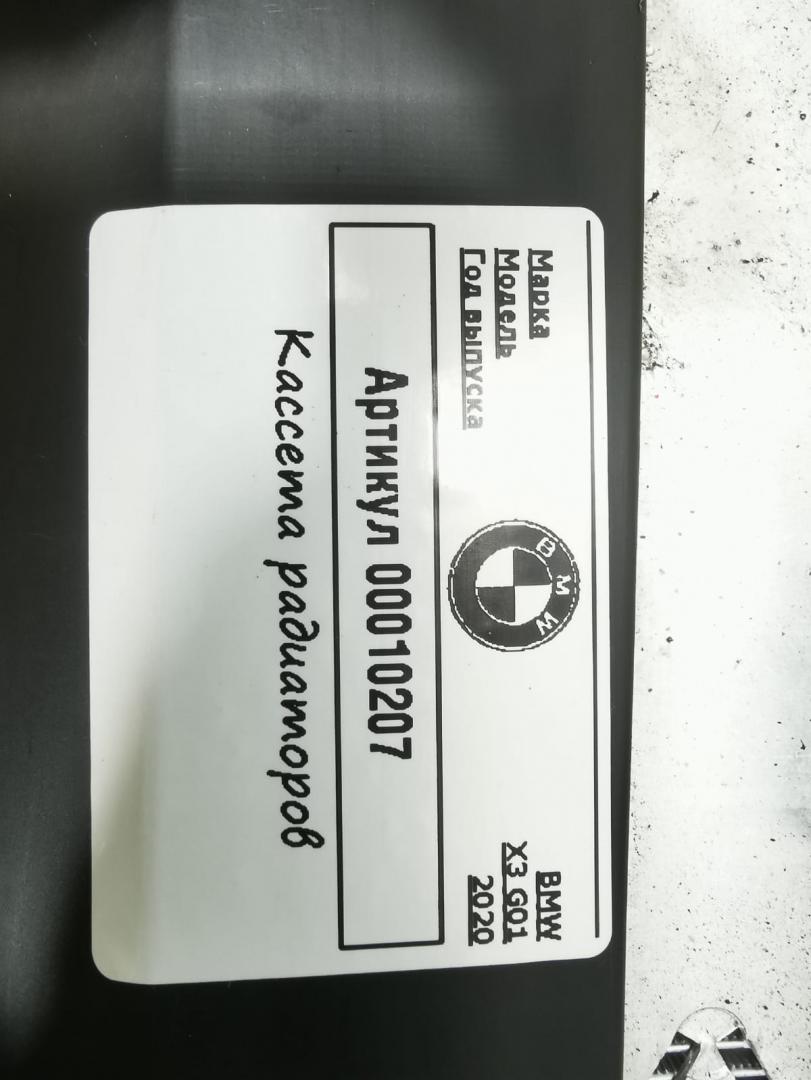 Марка BMW
Модель X3 G01
Год выпуска 2020
BMW
Артикул 00010207
Кассета радиаторов